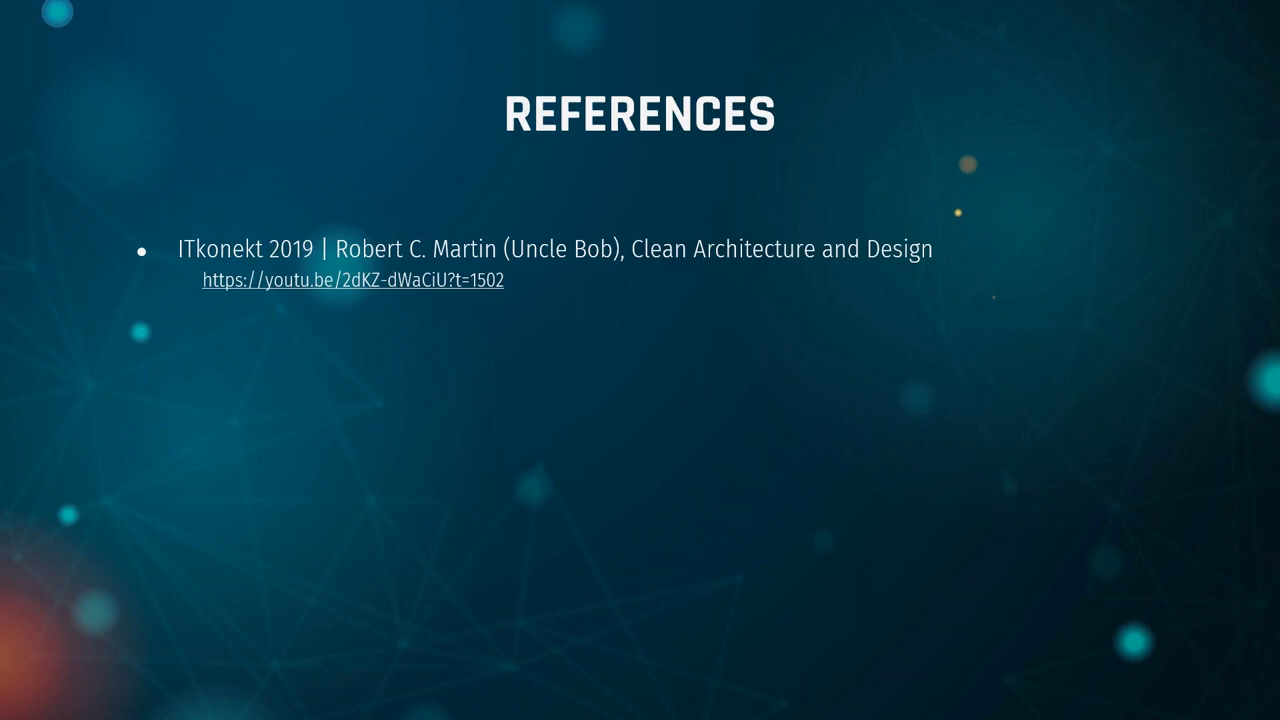 REFERENCES
● ITkonekt 2019 | Robert C. Martin (Uncle Bob), Clean Architecture and Design
https://youtu.be/2dKZ-dWaCiU?t=1502